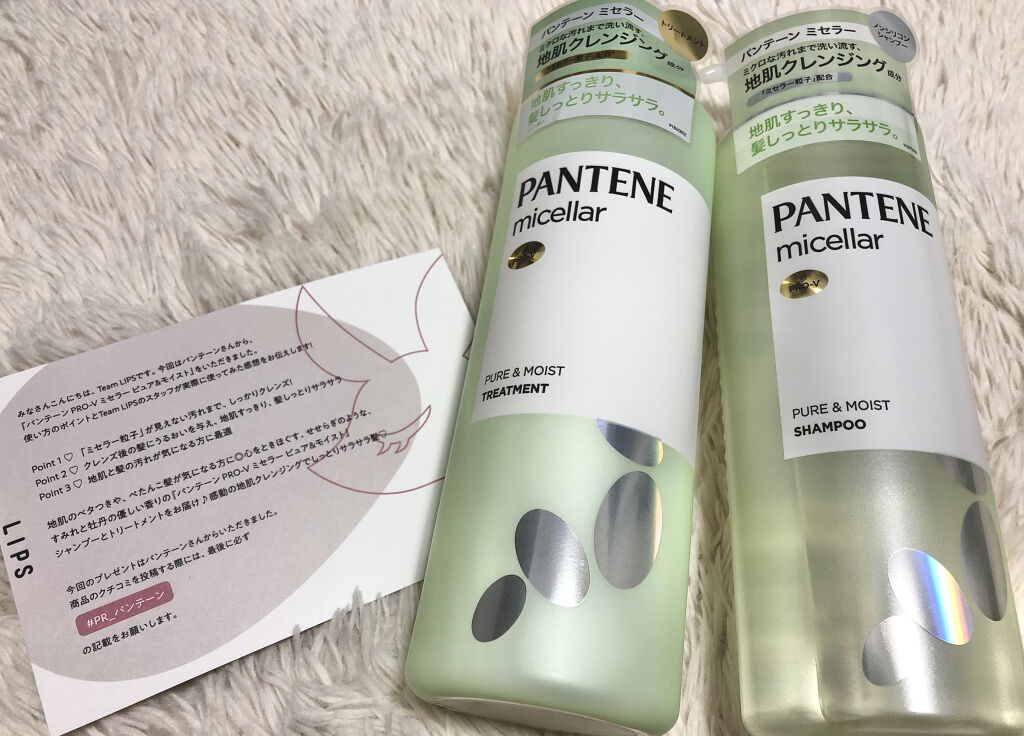 みなさんこんにちは、Team LIPSです。今回はパンテーンさんから、
「パンテーン PRO-V ミセラー ピュア&モイスト」をいただきました。
使い方のポイントとTeam LIPSのスタッフが実際に使ってみた感想をお伝えします!
Point 1 ♡ 「ミセラー粒子」が見えない汚れまで、しっかりクレンズ!
Point 2 ♡ クレンズ後の髪にうるおいを与え、地肌すっきり、髪しっとりサラサラ
Point 3 ♡ 地肌と髪の汚れが気になる方に最適
地肌のベタつきや、ぺたんこ髪が気になる方に◎心をときほぐす、せせらぎのような、
すみれと牡丹の優しい香りの「パンテーン PRO-V ミセラー ピュア&モイスト」
シャンプーとトリートメントをお届け♪感動の地肌クレンジングでしっとりサラサラ髪♡
今回のプレゼントはパンテーンさんからいただきました。
商品のクチコミを投稿する際には、最後に必ず
#PR_パンテーン
の記載をお願いします。
LIPS
パンテーン ミセラー
トリートメント
ミクロな汚れまで洗い流す、
地肌クレンジング成分
「ミセラー粒子」配合
地肌すっきり、
髪しっとりサラサラ。
PANTENE
micellar
PURE & MOIST
TREATMENT
パンテーン ミセラー
ノンシリコン
シャンプー
ミクロな汚れまで洗い流す、
地肌クレンジング成分
「ミセラー粒子」配合
地肌すっきり、
髪しっとりサラサラ。
PANTENE
micellar
PRO-V
PURE & MOIST
SHAMPOO